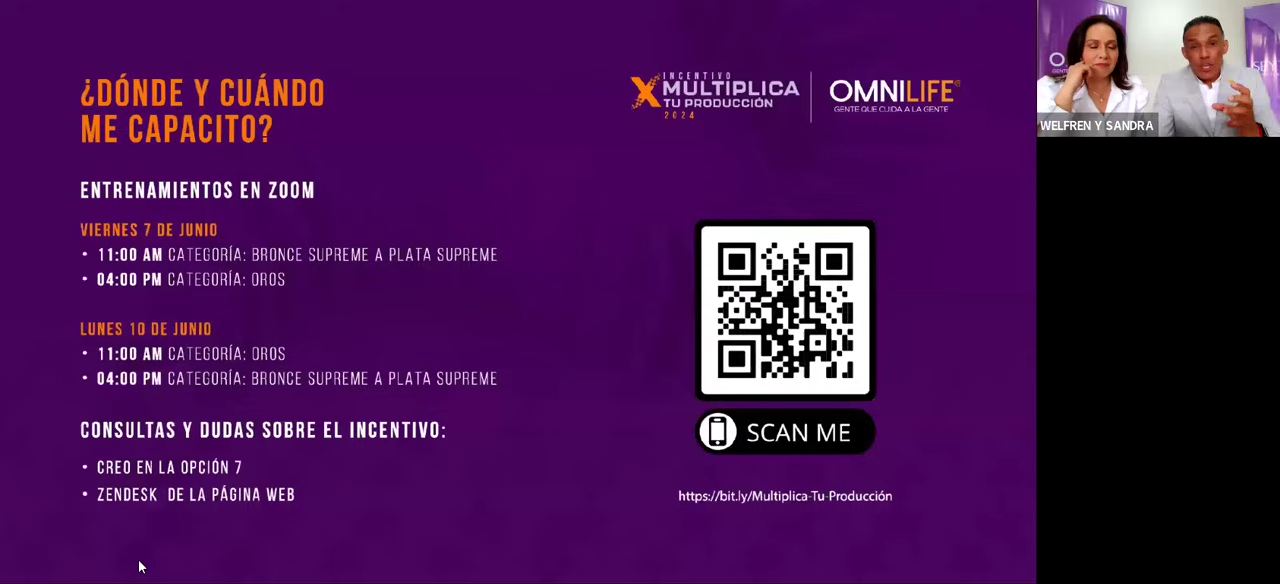 ¿DÓNDE Y CUÁNDO
ME CAPACITO?
INCENTIVO
MULTIPLICA
TU PRODUCCIÓN
2024
OMNILIFE
GENTE QUE CUIDA A LA GENTE
ENTRENAMIENTOS EN ZOOM
VIERNES 7 DE JUNIO
• 11:00 AM CATEGORÍA: BRONCE SUPREME A PLATA SUPREME
• 04:00 PM CATEGORÍA: OROS
LUNES 10 DE JUNIO
• 11:00 AM CATEGORÍA: OROS
• 04:00 PM CATEGORÍA: BRONCE SUPREME A PLATA SUPREME
CONSULTAS Y DUDAS SOBRE EL INCENTIVO:
• CREO EN LA OPCIÓN 7
• ZENDESK DE LA PÁGINA WEB
SCAN ME
https://bit.ly/Multiplica-Tu-Producción
WELFREN Y SANDRA